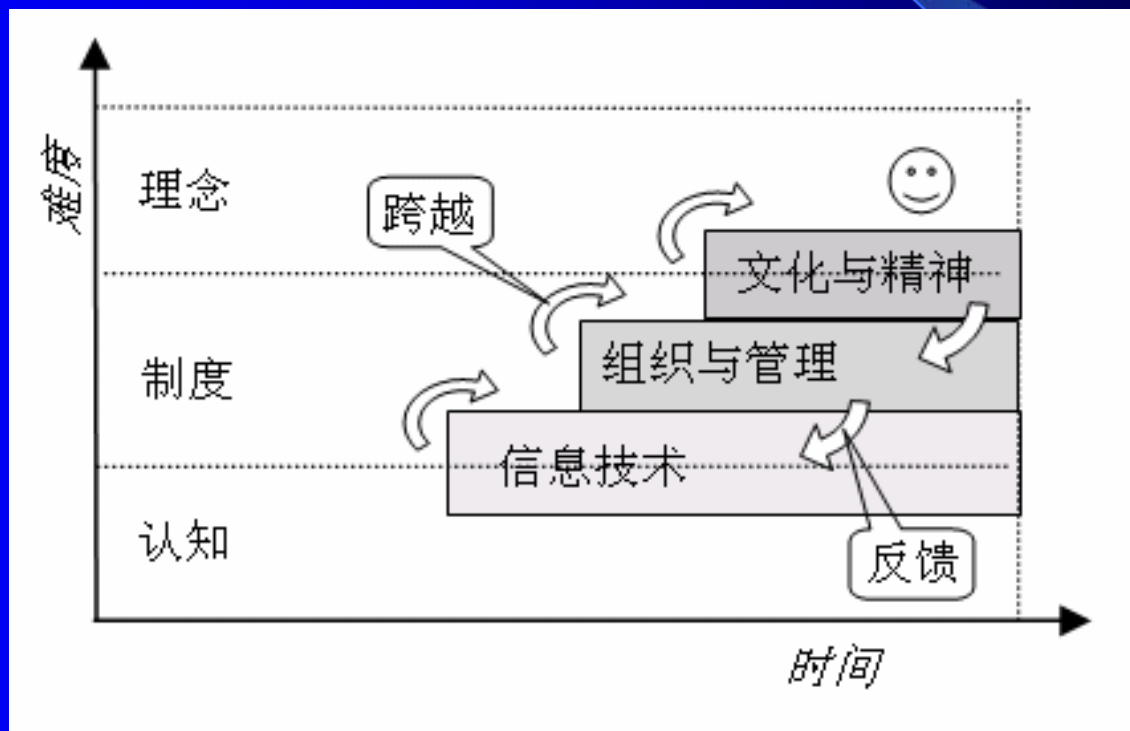 难度
理念
跨越
文化与精神
组织与管理
制度
信息技术
认知
反馈
时间